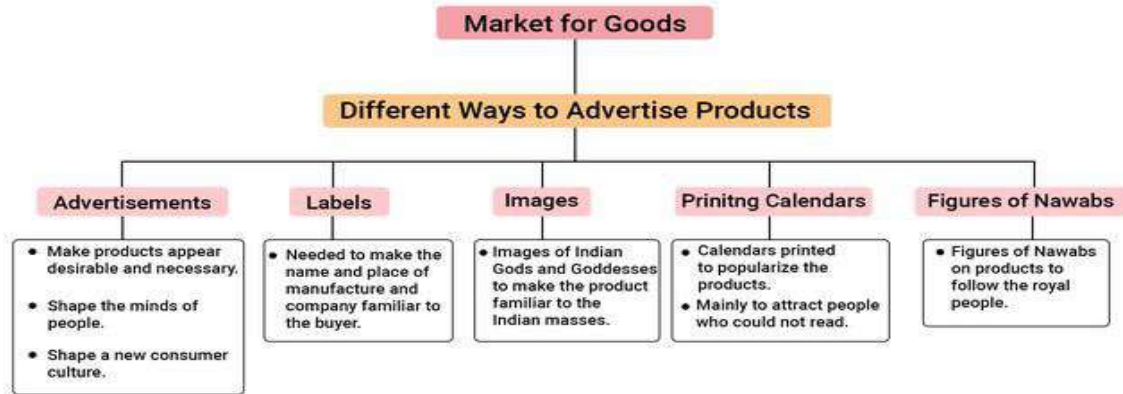 Market for Goods
Different Ways to Advertise Products
Advertisements
● Make products appear
desirable and necessary.
● Shape the minds of
people.
● Shape a new consumer
culture.
Labels
● Needed to make the
name and place of
manufacture and
company familiar to
the buyer.
Images
● Images of Indian
Gods and Goddesses
to make the product
familiar to the
Indian masses.
Prinitng Calendars
● Calendars printed
to popularize the
products.
● Mainly to attract people
who could not read.
Figures of Nawabs
● Figures of Nawabs
on products to
follow the royal
people.